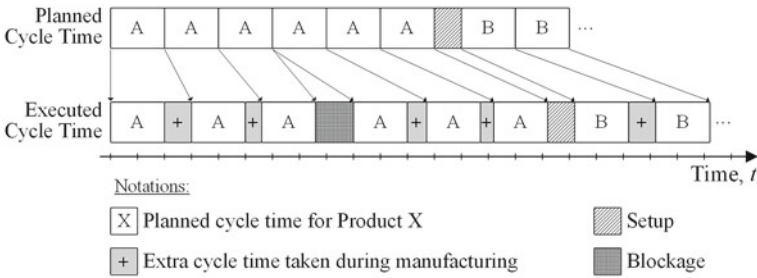 Planned
Cycle Time
A A A A A A B B ...
Executed
Cycle Time
A + A + A A + A + A B + B ...
Time, t
Notations:
X Planned cycle time for Product X
Setup
+ Extra cycle time taken during manufacturing
Blockage